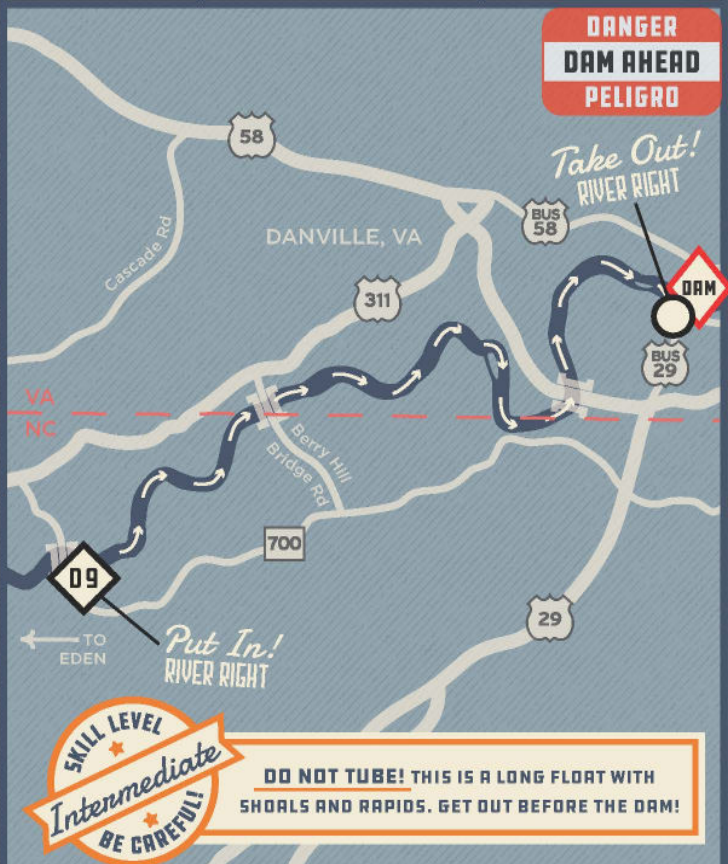 DANGER
DAM AHEAD
PELIGRO
58
Take Out!
RIVER RIGHT
BUS
58
Cascade Rd
DANVILLE, VA
DAM
311
BUS
29
VA
NC
Berry Hill
Bridge Rd
700
D9
29
Put In!
RIVER RIGHT
TO
EDEN
SKILL LEVEL
Intermediate
BE CAREFUL!
DO NOT TUBE! THIS IS A LONG FLOAT WITH
SHOALS AND RAPIDS. GET OUT BEFORE THE DAM!